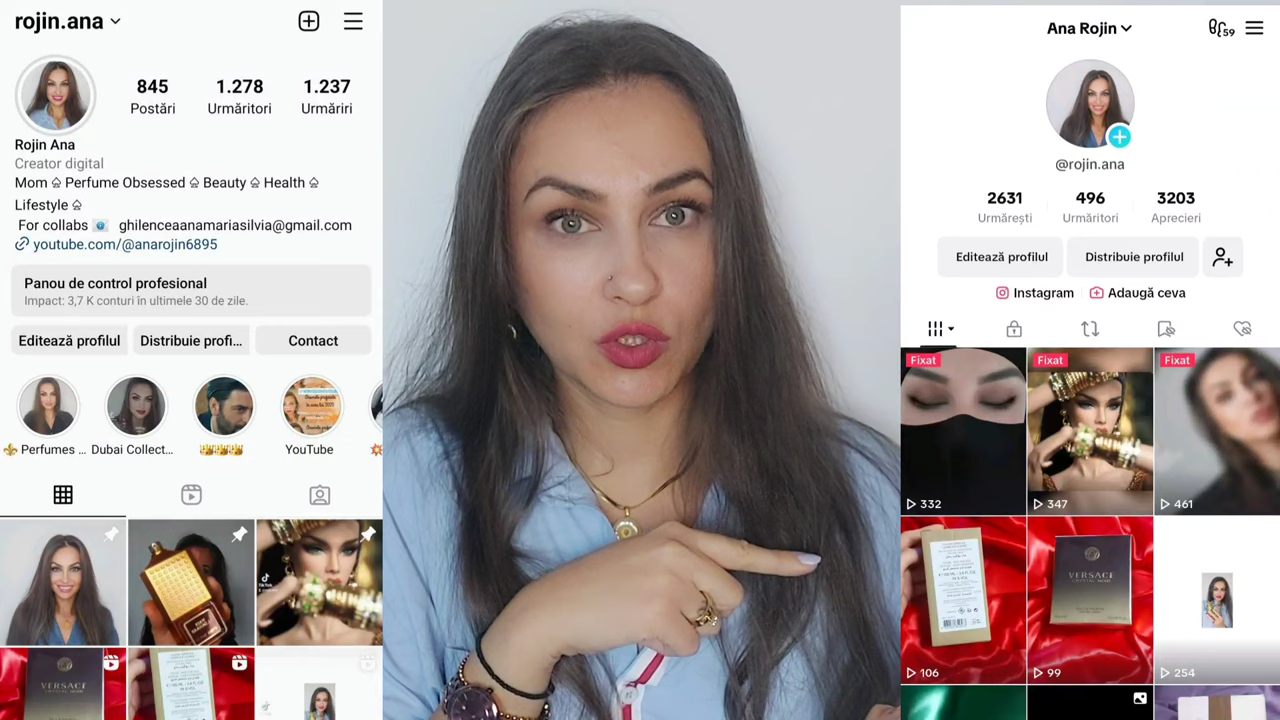 rojin.ana
845
1.278
1.237
Postări
Urmăritori
Urmăriri
Rojin Ana
Creator digital
Mom ♤ Perfume Obsessed ♤ Beauty ♤ Health ♤
Lifestyle ♤
For collabs 📧 ghilenceaanamariasilvia@gmail.com
youtube.com/@anarojin6895
Panou de control profesional
Impact: 3,7 K conturi în ultimele 30 de zile.
Editează profilul
Distribuie profi...
Contact
Perfumes ...
Dubai Collect...
YouTube
VERSACE
Ana Rojin
59
@rojin.ana
2631
496
3203
Urmărești
Urmăritori
Aprecieri
Editează profilul
Distribuie profilul
Instagram
Adaugă ceva
Fixat
Fixat
Fixat
332
347
461
VERSACE
106
99
254